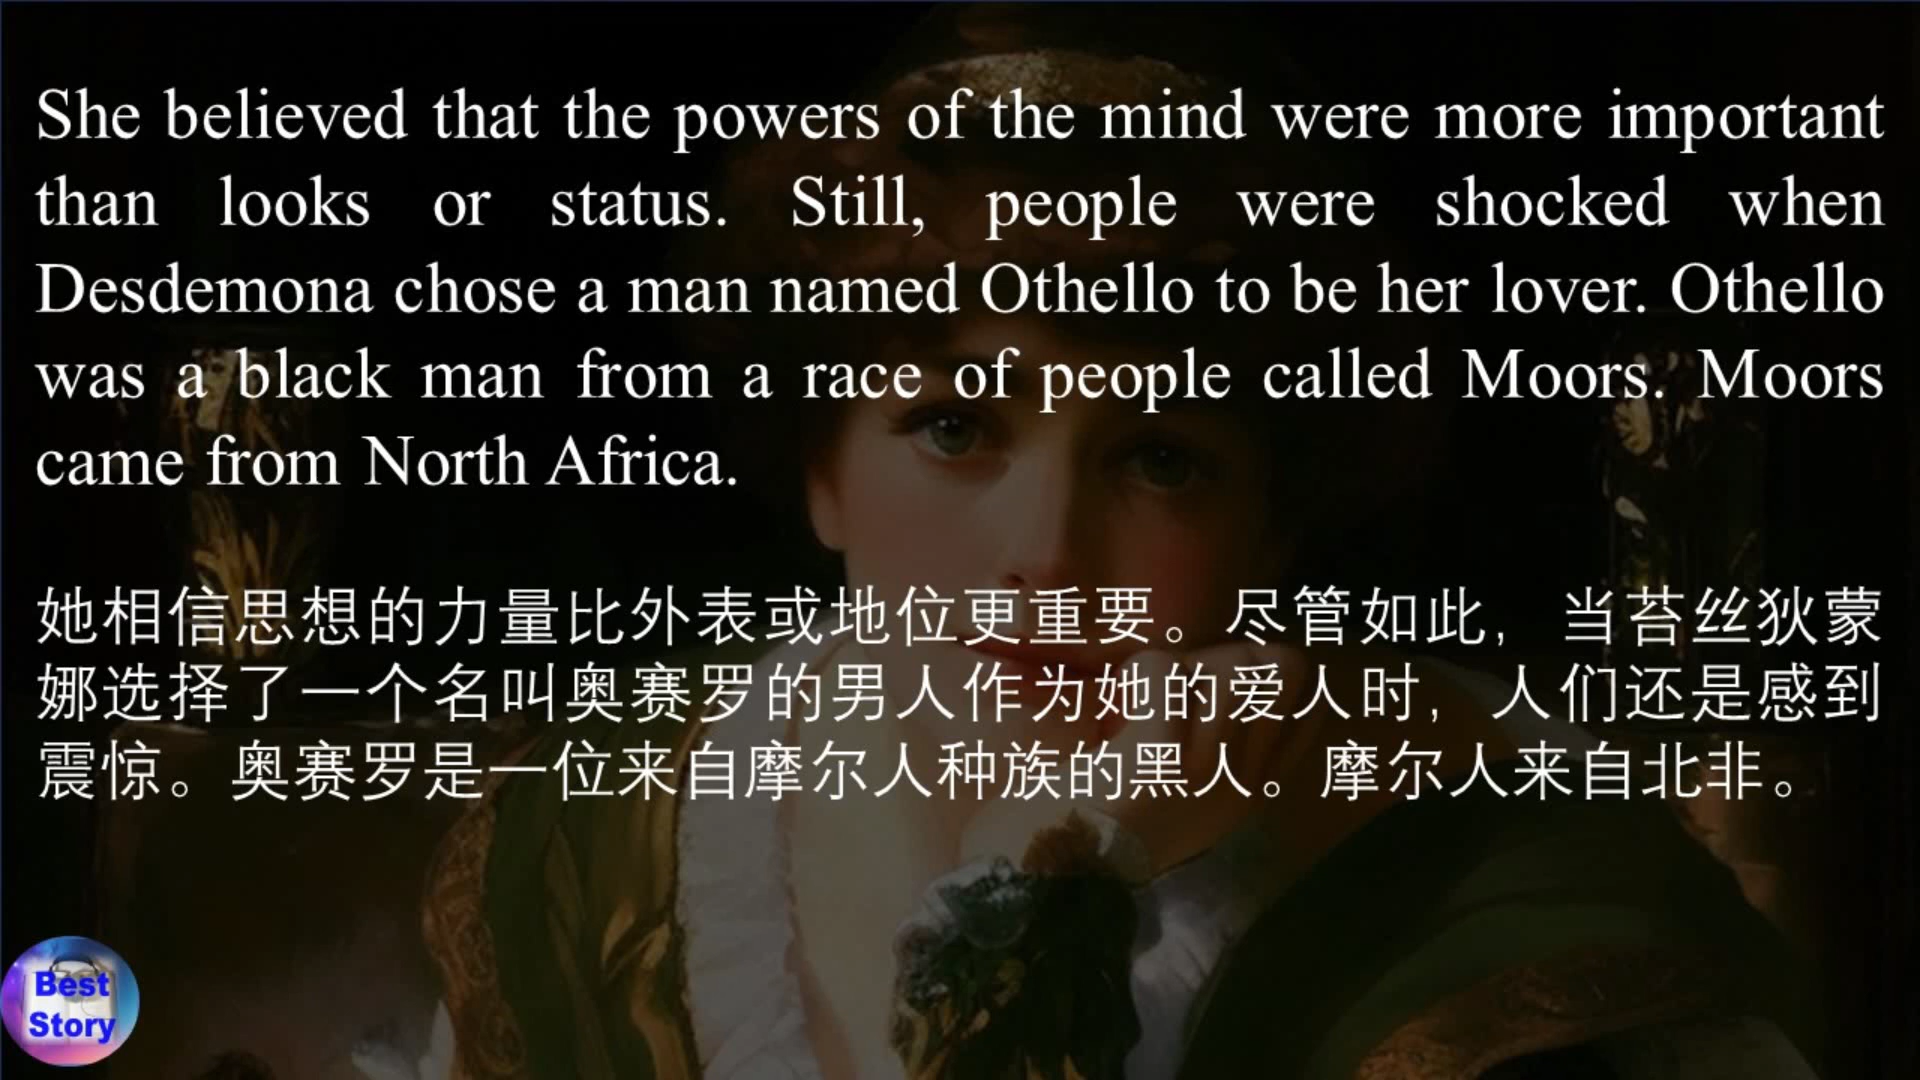 She believed that the powers of the mind were more important
than looks or status. Still, people were shocked when
Desdemona chose a man named Othello to be her lover. Othello
was a black man from a race of people called Moors. Moors
came from North Africa.
她相信思想的力量比外表或地位更重要。尽管如此，当苔丝狄蒙
娜选择了一个名叫奥赛罗的男人作为她的爱人时，人们还是感到
震惊。奥赛罗是一位来自摩尔人种族的黑人。摩尔人来自北非。
Best
Story